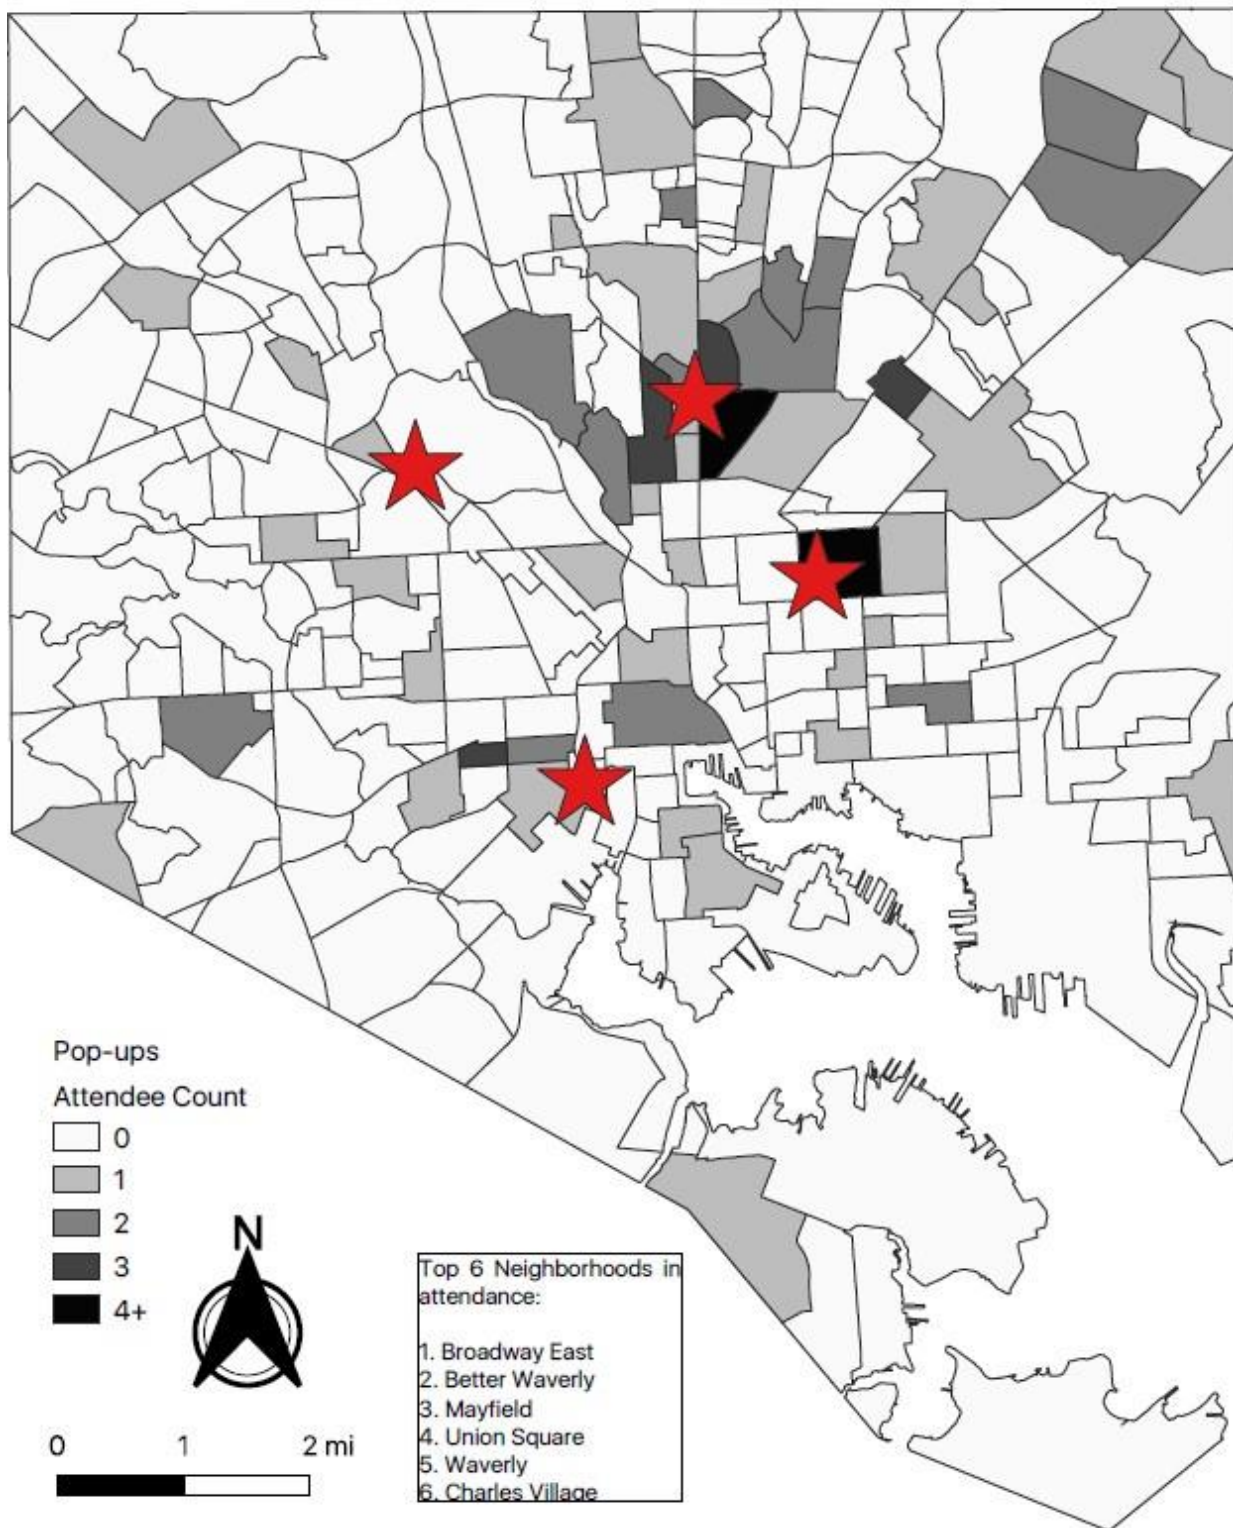 Pop-ups
Attendee Count
0
1
2
3
4+
N
0 1 2 mi
Top 6 Neighborhoods in
attendance:
1. Broadway East
2. Better Waverly
3. Mayfield
4. Union Square
5. Waverly
6. Charles Village